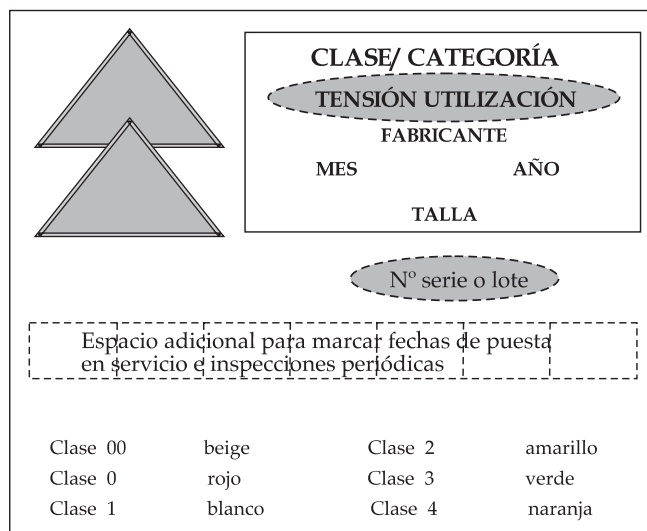 CLASE/ CATEGORÍA
TENSIÓN UTILIZACIÓN
FABRICANTE
MES AÑO
TALLA
Nº serie o lote
Espacio adicional para marcar fechas de puesta
en servicio e inspecciones periódicas
Clase 00 beige Clase 2 amarillo
Clase 0 rojo Clase 3 verde
Clase 1 blanco Clase 4 naranja